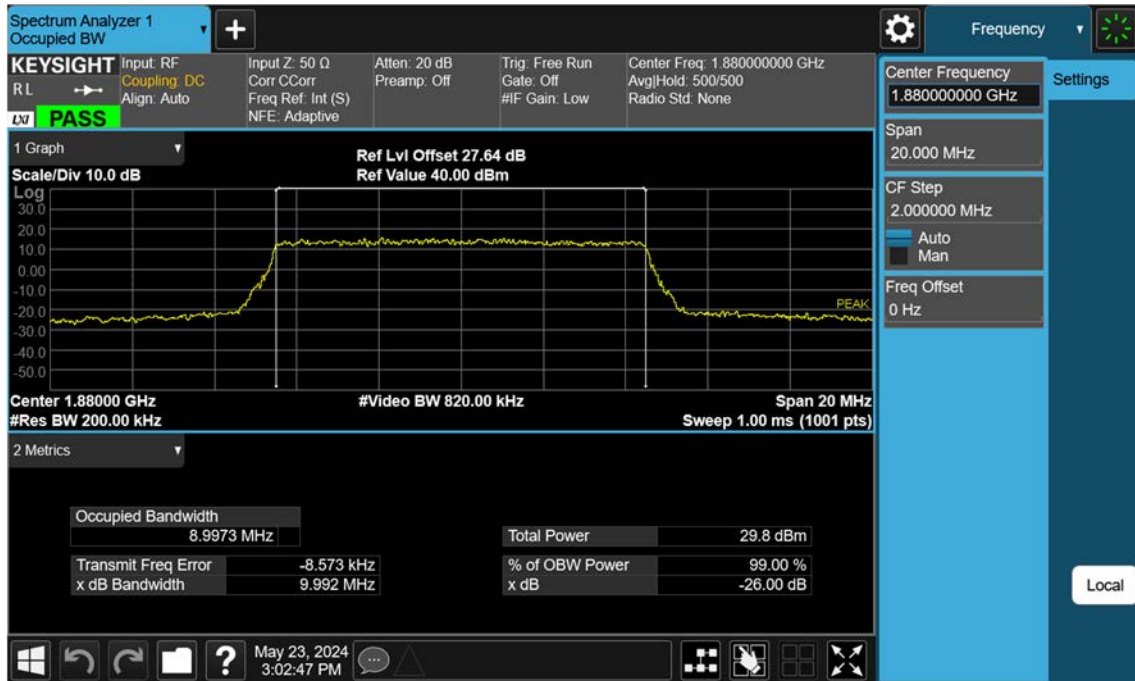 Spectrum Analyzer 1
Occupied BW
+
Frequency
KEYSIGHT
R L
LXI
PASS
Input: RF
Coupling: DC
Align: Auto
Input Z: 50 Ω
Corr CCorr
Freq Ref: Int (S)
NFE: Adaptive
Atten: 20 dB
Preamp: Off
Trig: Free Run
Gate: Off
#IF Gain: Low
Center Freq: 1.880000000 GHz
Avg|Hold: 500/500
Radio Std: None
1 Graph
Scale/Div 10.0 dB
Ref Lvl Offset 27.64 dB
Ref Value 40.00 dBm
Log
30.0
20.0
10.0
0.00
-10.0
-20.0
-30.0
-40.0
-50.0
PEAK
Center 1.88000 GHz
#Video BW 820.00 kHz
Span 20 MHz
#Res BW 200.00 kHz
Sweep 1.00 ms (1001 pts)
2 Metrics
Occupied Bandwidth
8.9973 MHz
Total Power 29.8 dBm
Transmit Freq Error -8.573 kHz
% of OBW Power 99.00 %
x dB Bandwidth 9.992 MHz
x dB -26.00 dB
Center Frequency
1.880000000 GHz
Settings
Span
20.000 MHz
CF Step
2.000000 MHz
Auto
Man
Freq Offset
0 Hz
Local
?
May 23, 2024
3:02:47 PM